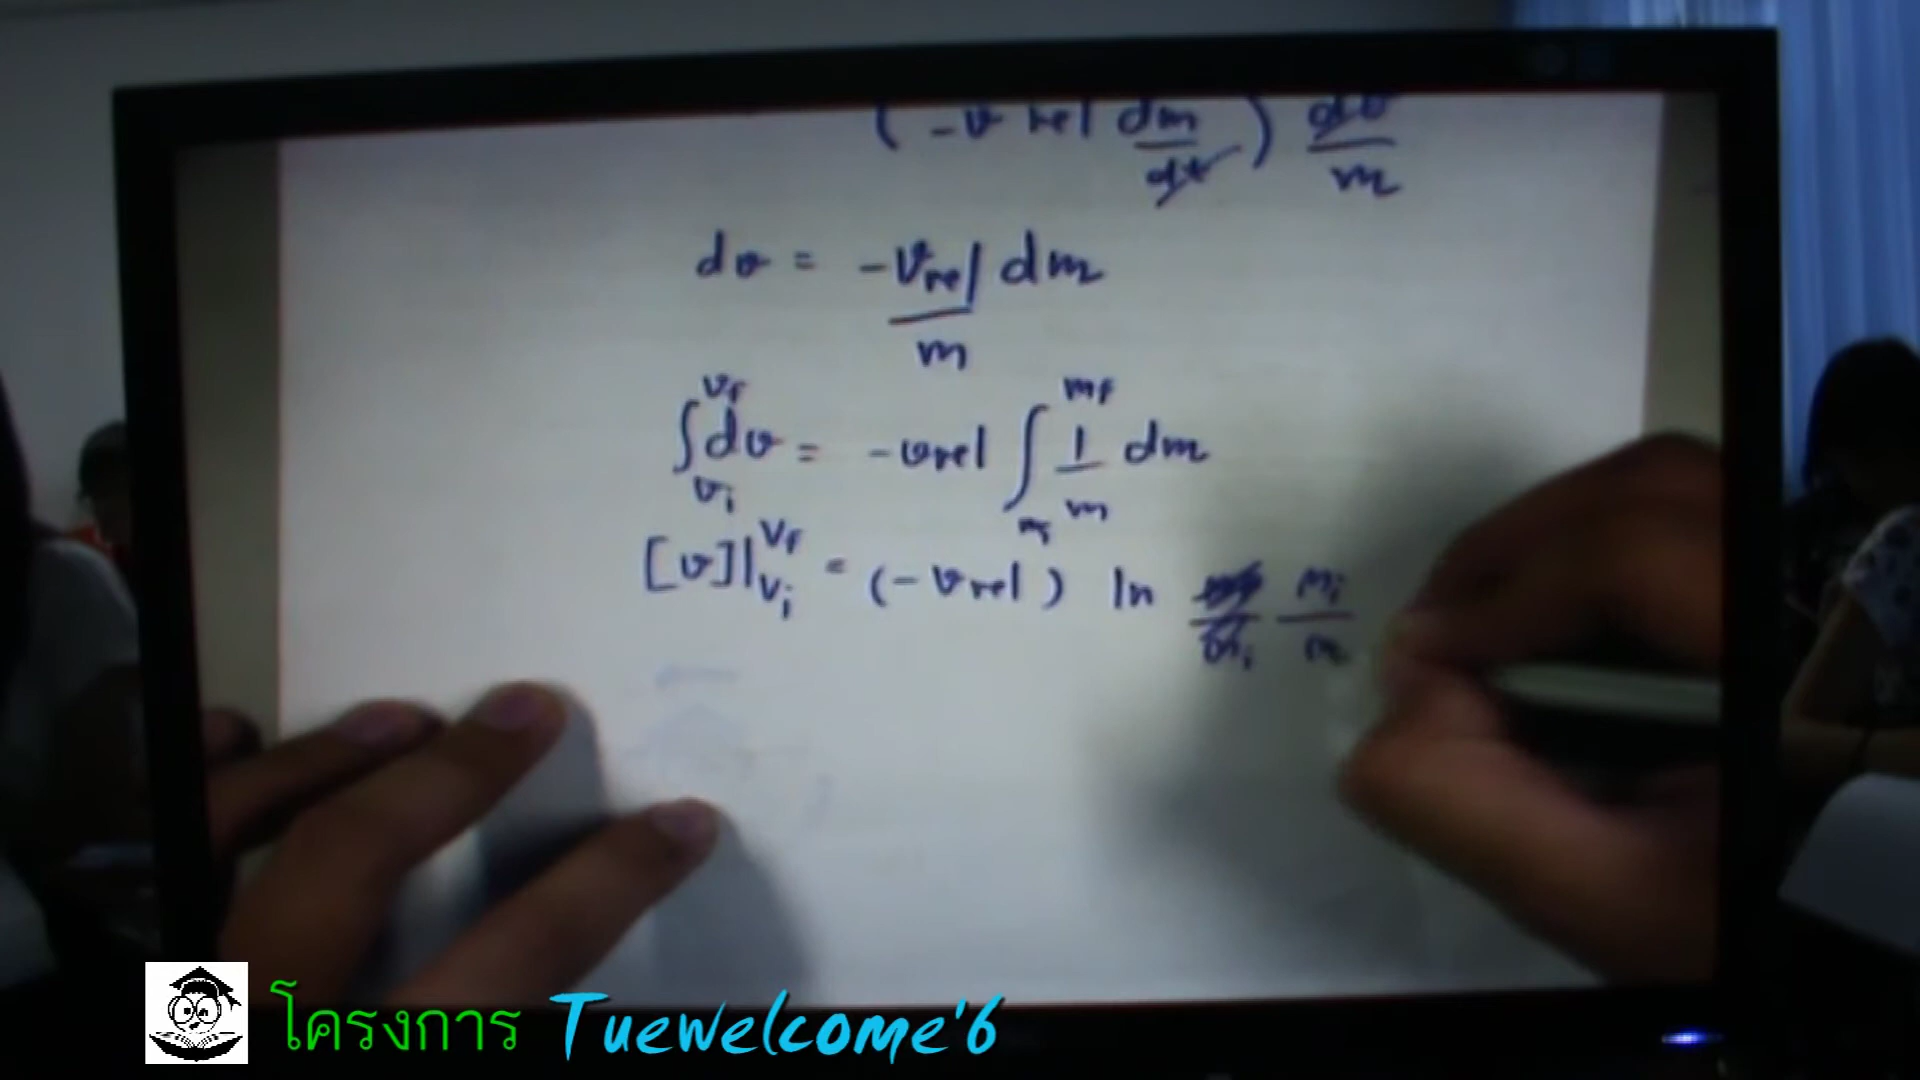 (-v rel dm/dt) dv/m
dv = -Vrel/m dm
∫dv = -vrel ∫ 1/m dm
vf vi mf mi
[v]|Vf Vi = (-vrel) ln mi/m
โครงการ Tuewelcome'6